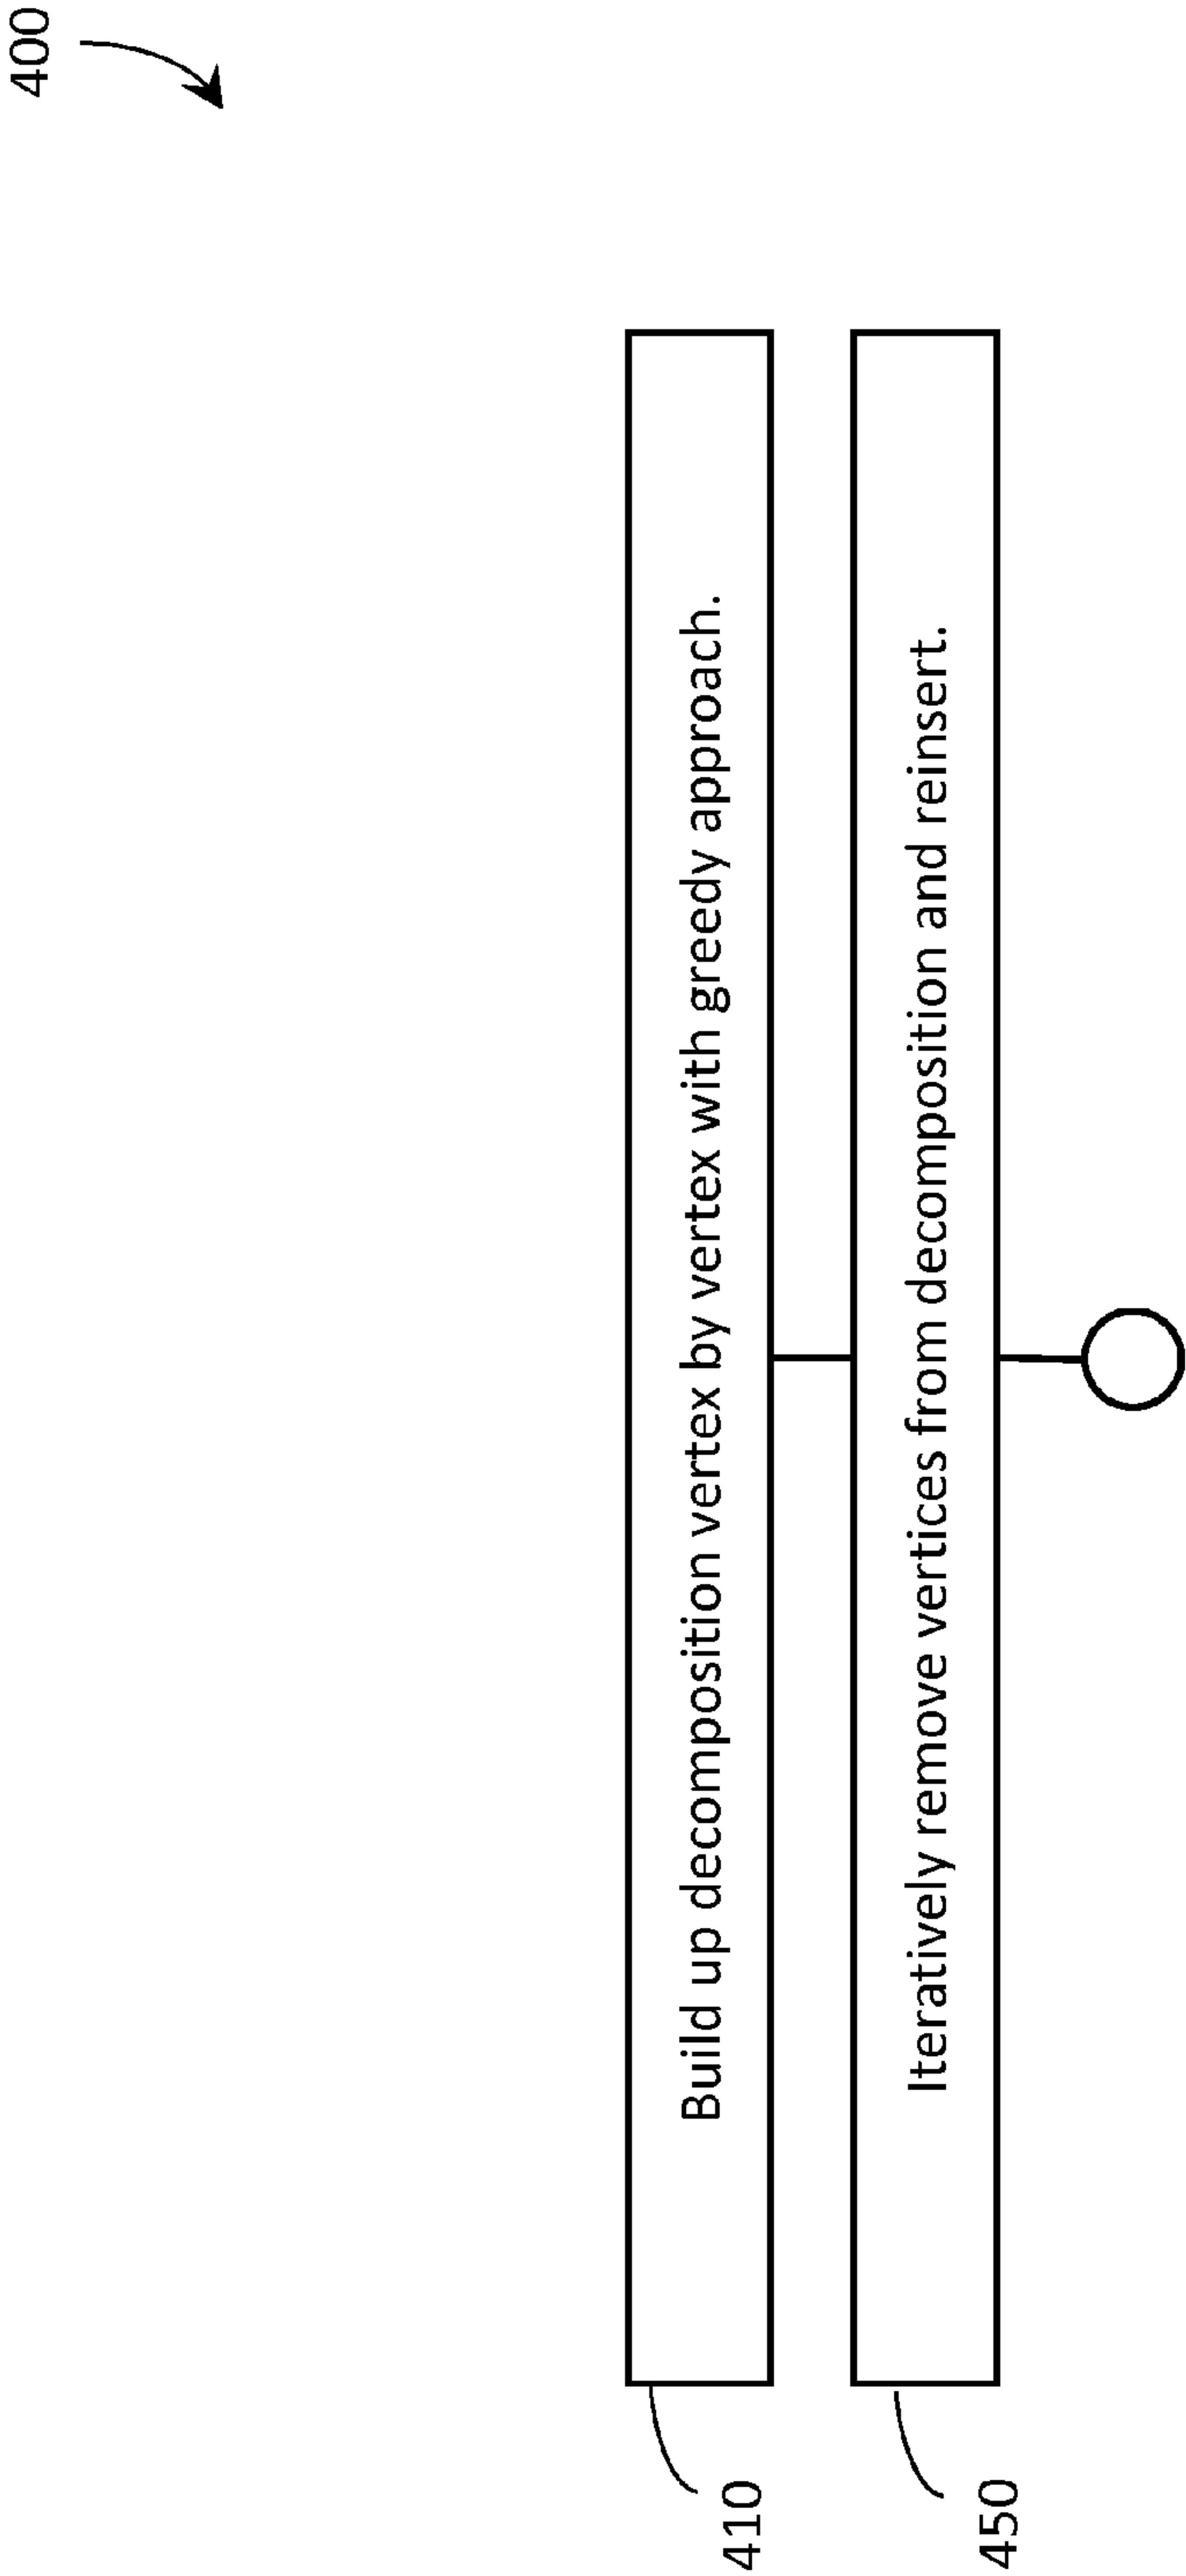 400
410
Build up decomposition vertex by vertex with greedy approach.
450
Iteratively remove vertices from decomposition and reinsert.